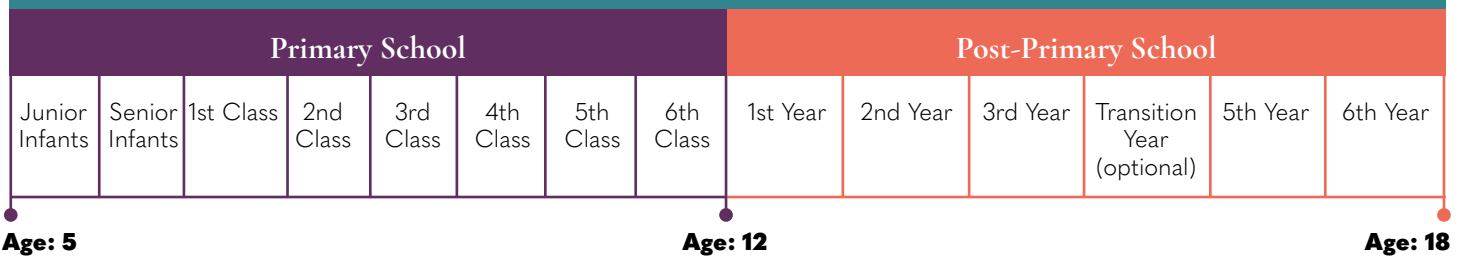 Primary School
Post-Primary School
Junior
Infants
Senior
Infants
1st Class
2nd
Class
3rd
Class
4th
Class
5th
Class
6th
Class
1st Year
2nd Year
3rd Year
Transition
Year
(optional)
5th Year
6th Year
Age: 5
Age: 12
Age: 18